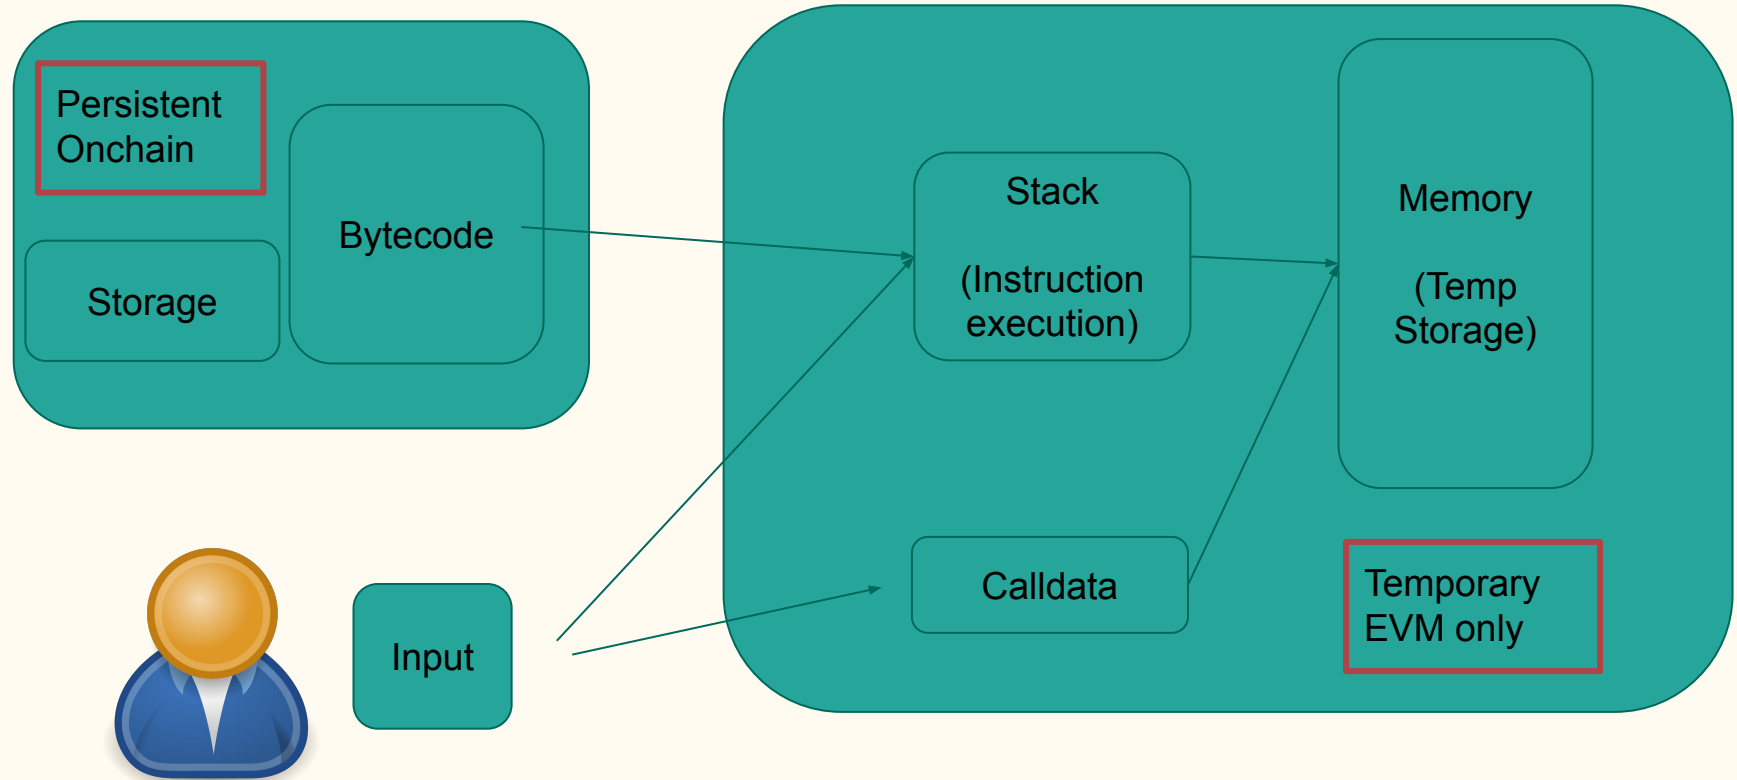 Persistent
Onchain
Bytecode
Storage
Input
Stack
(Instruction
execution)
Calldata
Memory
(Temp
Storage)
Temporary
EVM only